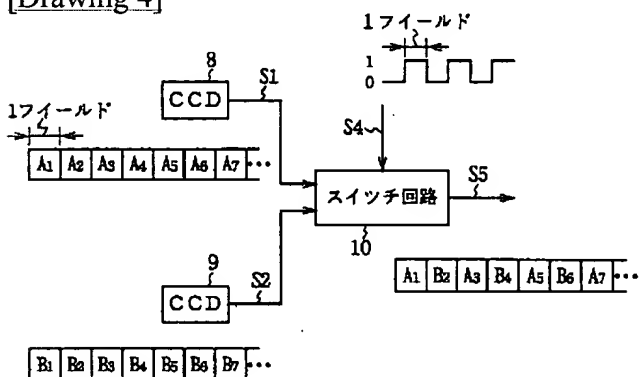 [Drawing 4]
1フィールド
1
0
8
CCD
S1
1フィールド
A1 A2 A3 A4 A5 A6 A7 ･･･
S4
スイッチ回路
S5
10
9
CCD
S2
A1 B2 A3 B4 A5 B6 A7 ･･･
B1 B2 B3 B4 B5 B6 B7 ･･･